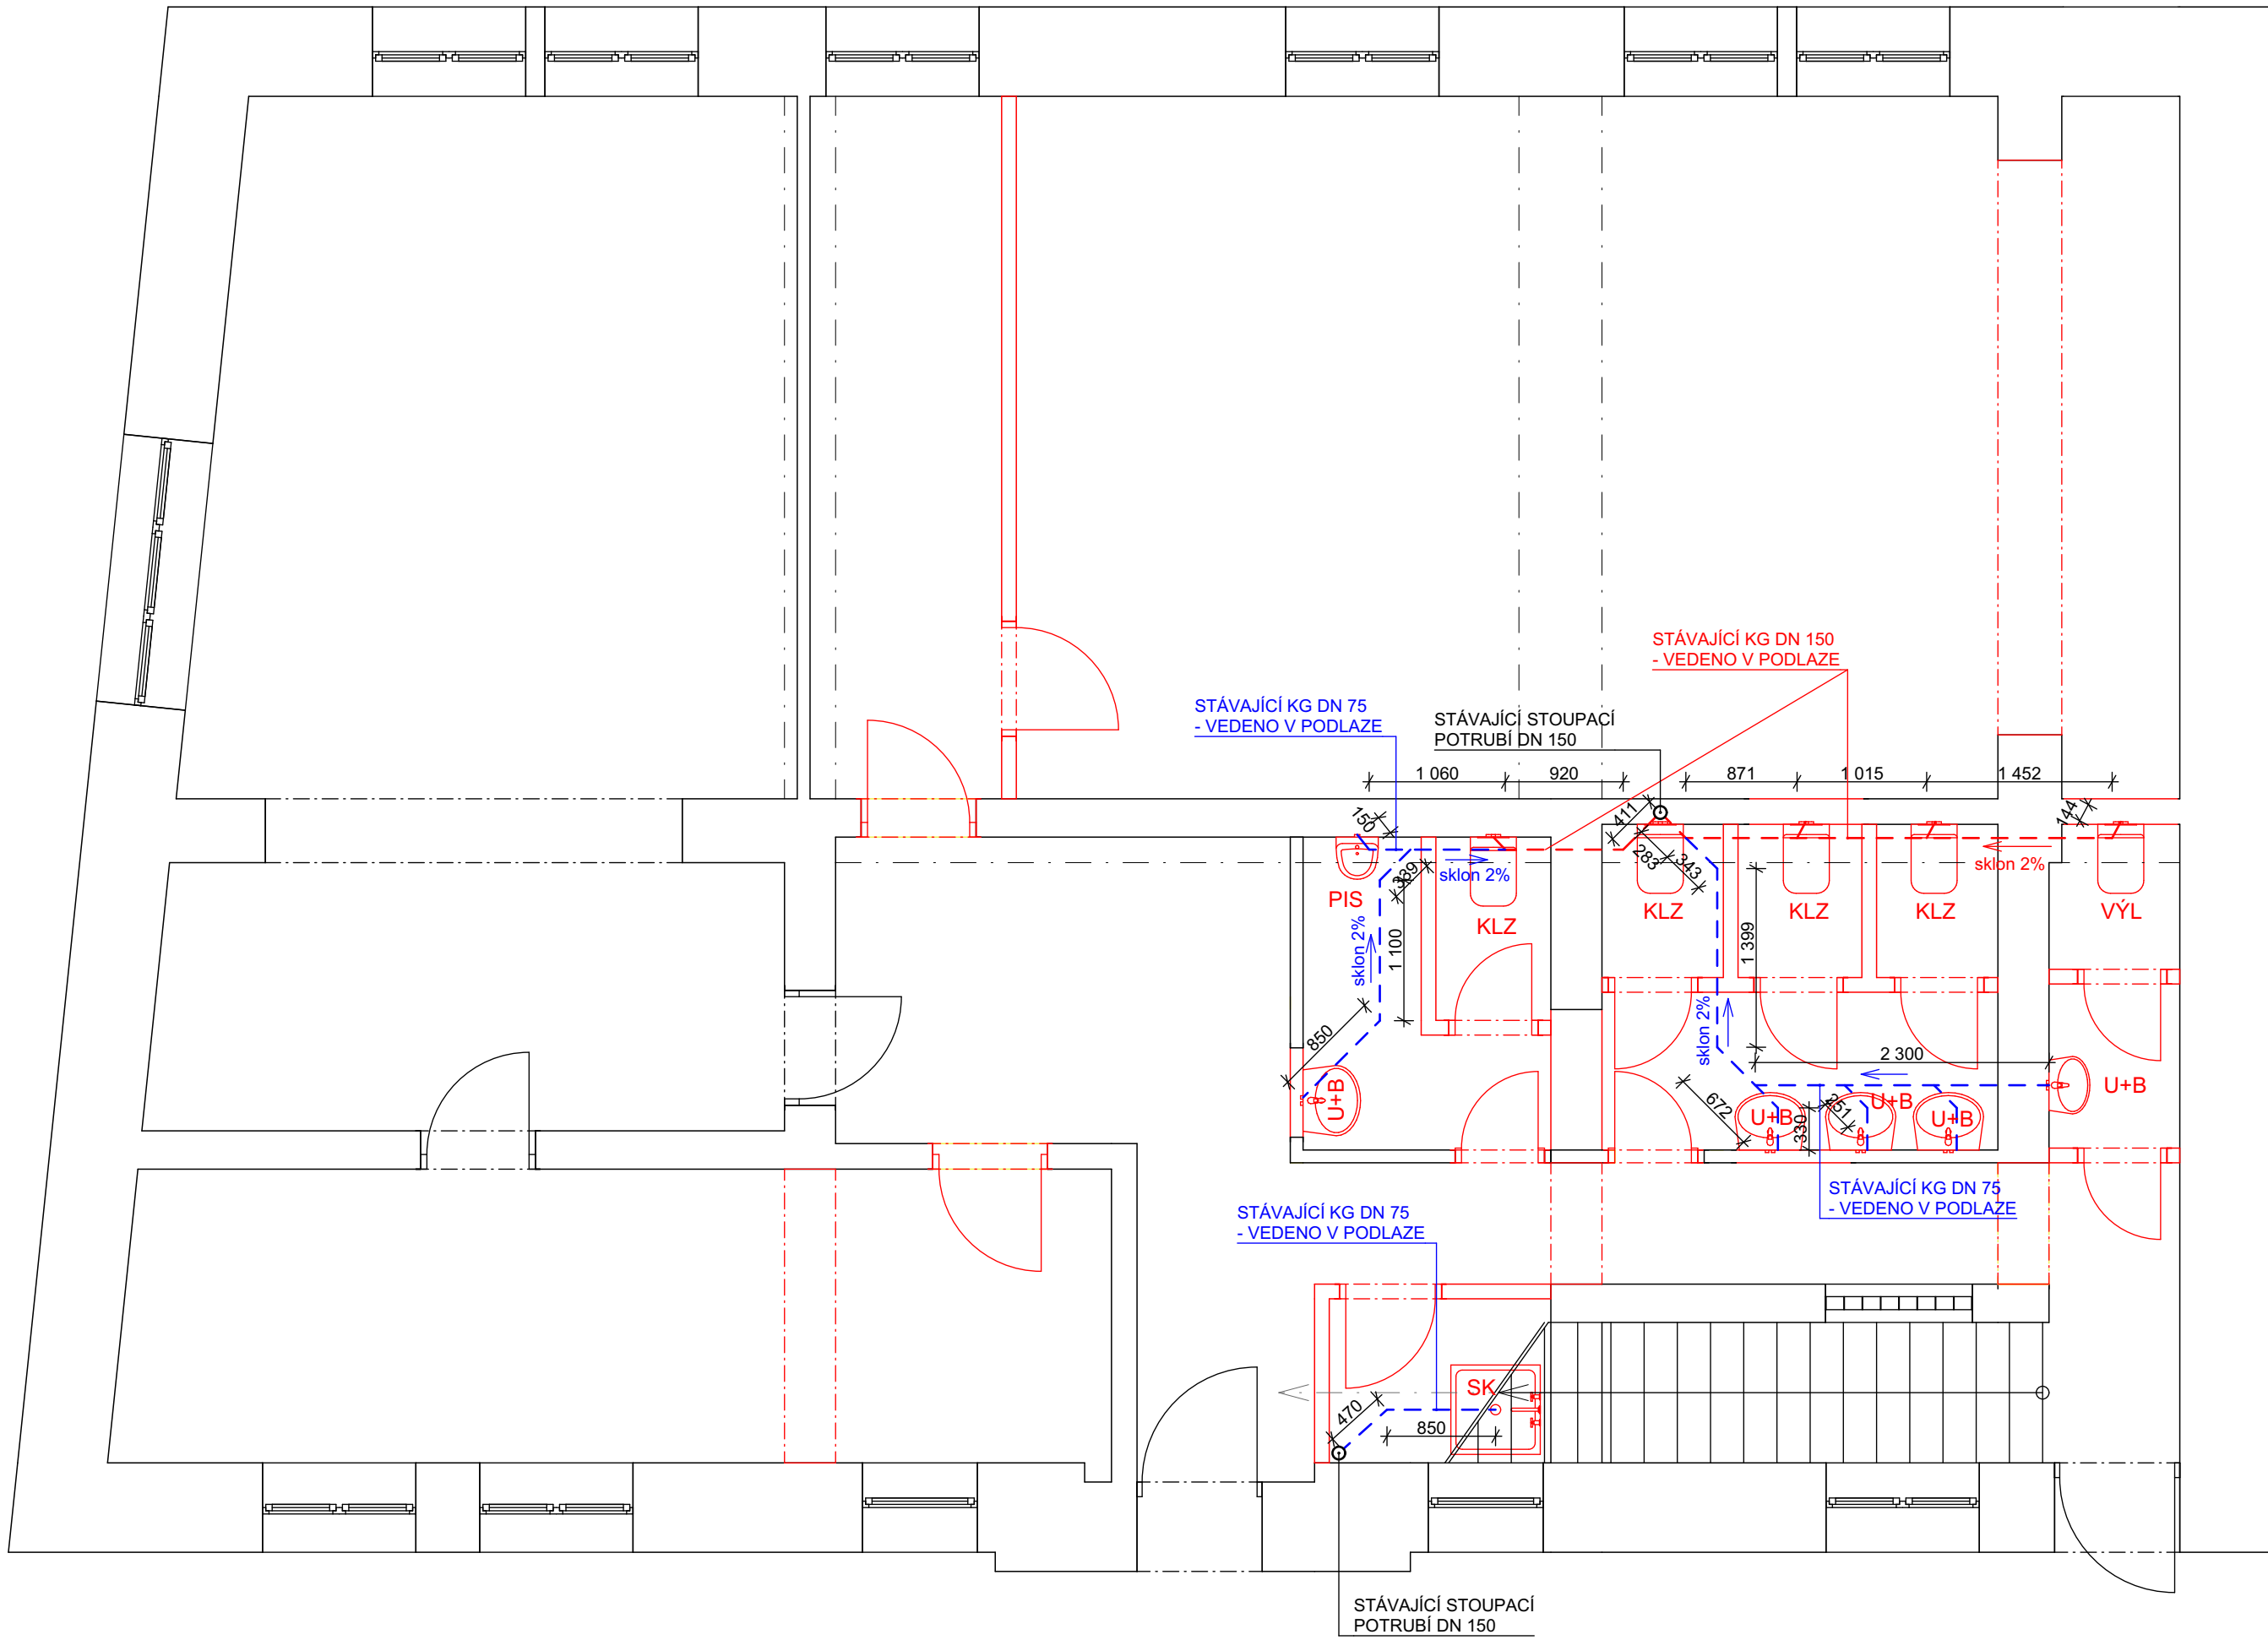 STÁVAJÍCÍ KG DN 150
- VEDENO V PODLAZE
STÁVAJÍCÍ KG DN 75
- VEDENO V PODLAZE
STÁVAJÍCÍ STOUPACÍ
POTRUBÍ DN 150
1 060
920
871
1 015
1 452
150
411
144
339
283
343
sklon 2%
sklon 2%
PIS
KLZ
KLZ
KLZ
KLZ
VÝL
sklon 2%
1 100
1 399
sklon 2%
850
2 300
U+B
672
U+B
330
251
U+B
U+B
U+B
STÁVAJÍCÍ KG DN 75
- VEDENO V PODLAZE
STÁVAJÍCÍ KG DN 75
- VEDENO V PODLAZE
SK
470
850
STÁVAJÍCÍ STOUPACÍ
POTRUBÍ DN 150